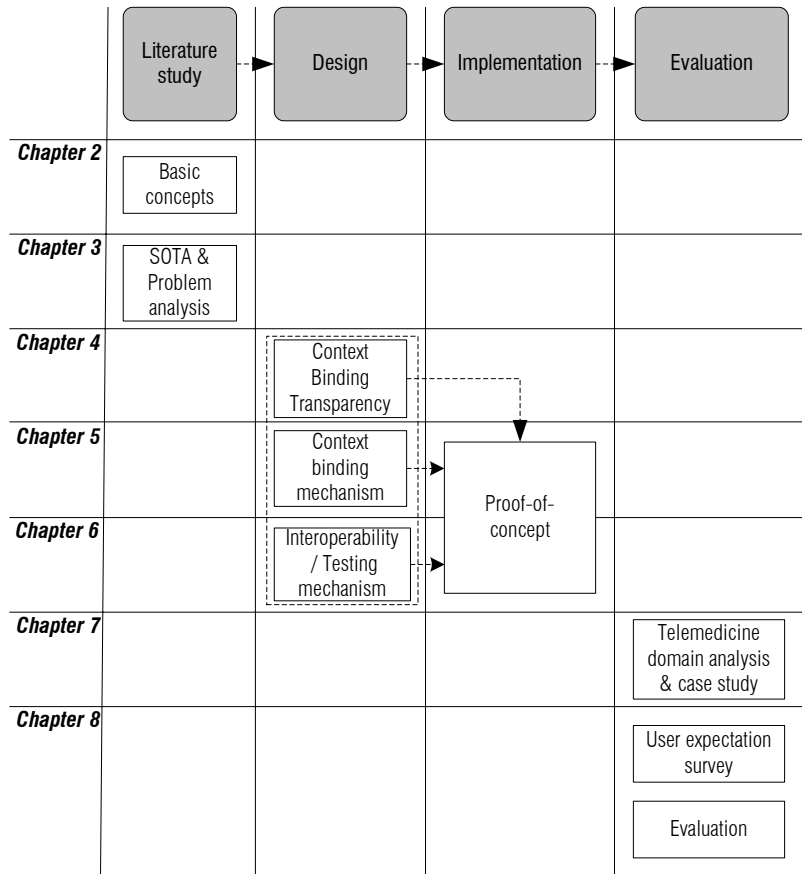 Literature
study
Design
Implementation
Evaluation
Chapter 2
Basic
concepts
Chapter 3
SOTA &
Problem
analysis
Chapter 4
Context
Binding
Transparency
Chapter 5
Context
binding
mechanism
Proof-of-
concept
Chapter 6
Interoperability
/ Testing
mechanism
Chapter 7
Telemedicine
domain analysis
& case study
Chapter 8
User expectation
survey
Evaluation